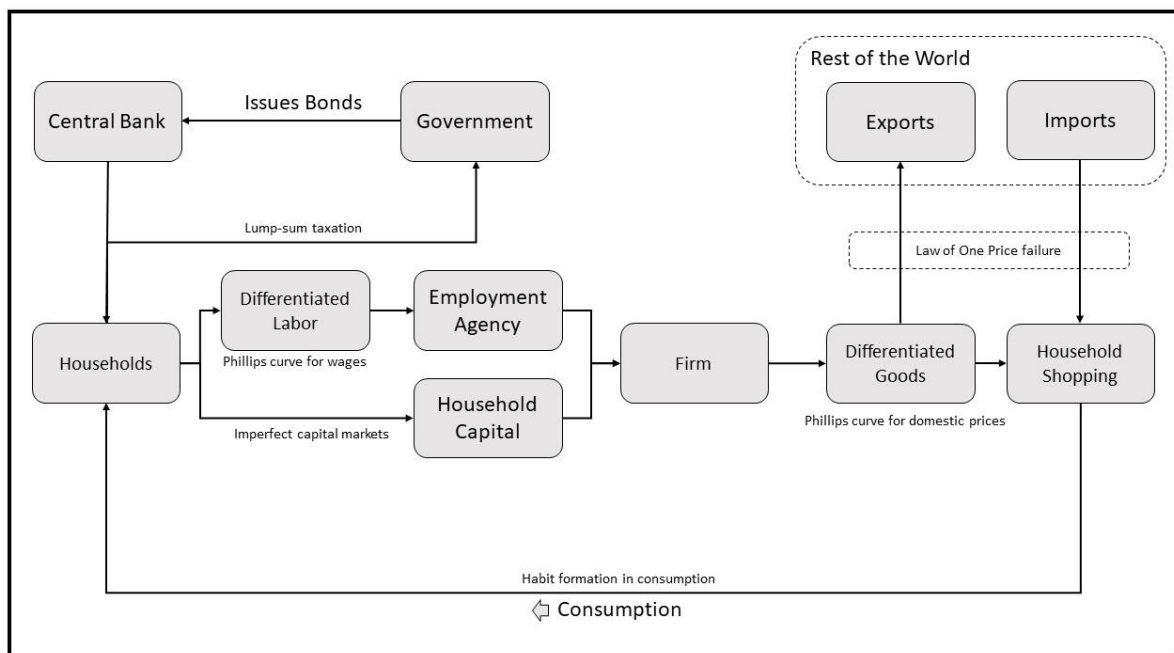 Rest of the World
Central Bank
Issues Bonds
Government
Exports
Imports
Lump-sum taxation
Law of One Price failure
Households
Differentiated
Labor
Phillips curve for wages
Employment
Agency
Imperfect capital markets
Household
Capital
Firm
Differentiated
Goods
Phillips curve for domestic prices
Household
Shopping
Habit formation in consumption
Consumption